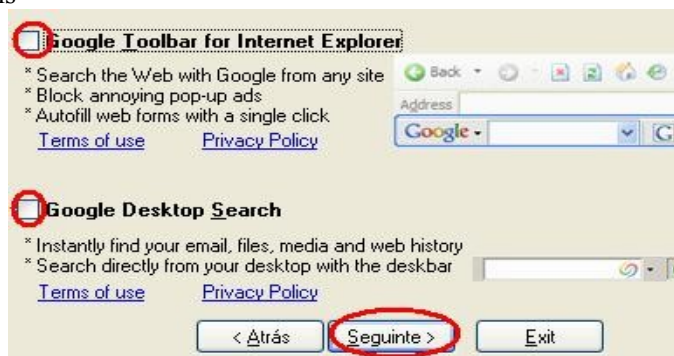 Google Toolbar for Internet Explorer
* Search the Web with Google from any site
* Block annoying pop-up ads
* Autofill web forms with a single click
Terms of use Privacy Policy
Back
Address
Google
G
Google Desktop Search
* Instantly find your email, files, media and web history
* Search directly from your desktop with the deskbar
Terms of use Privacy Policy
< Atrás Seguinte > Exit